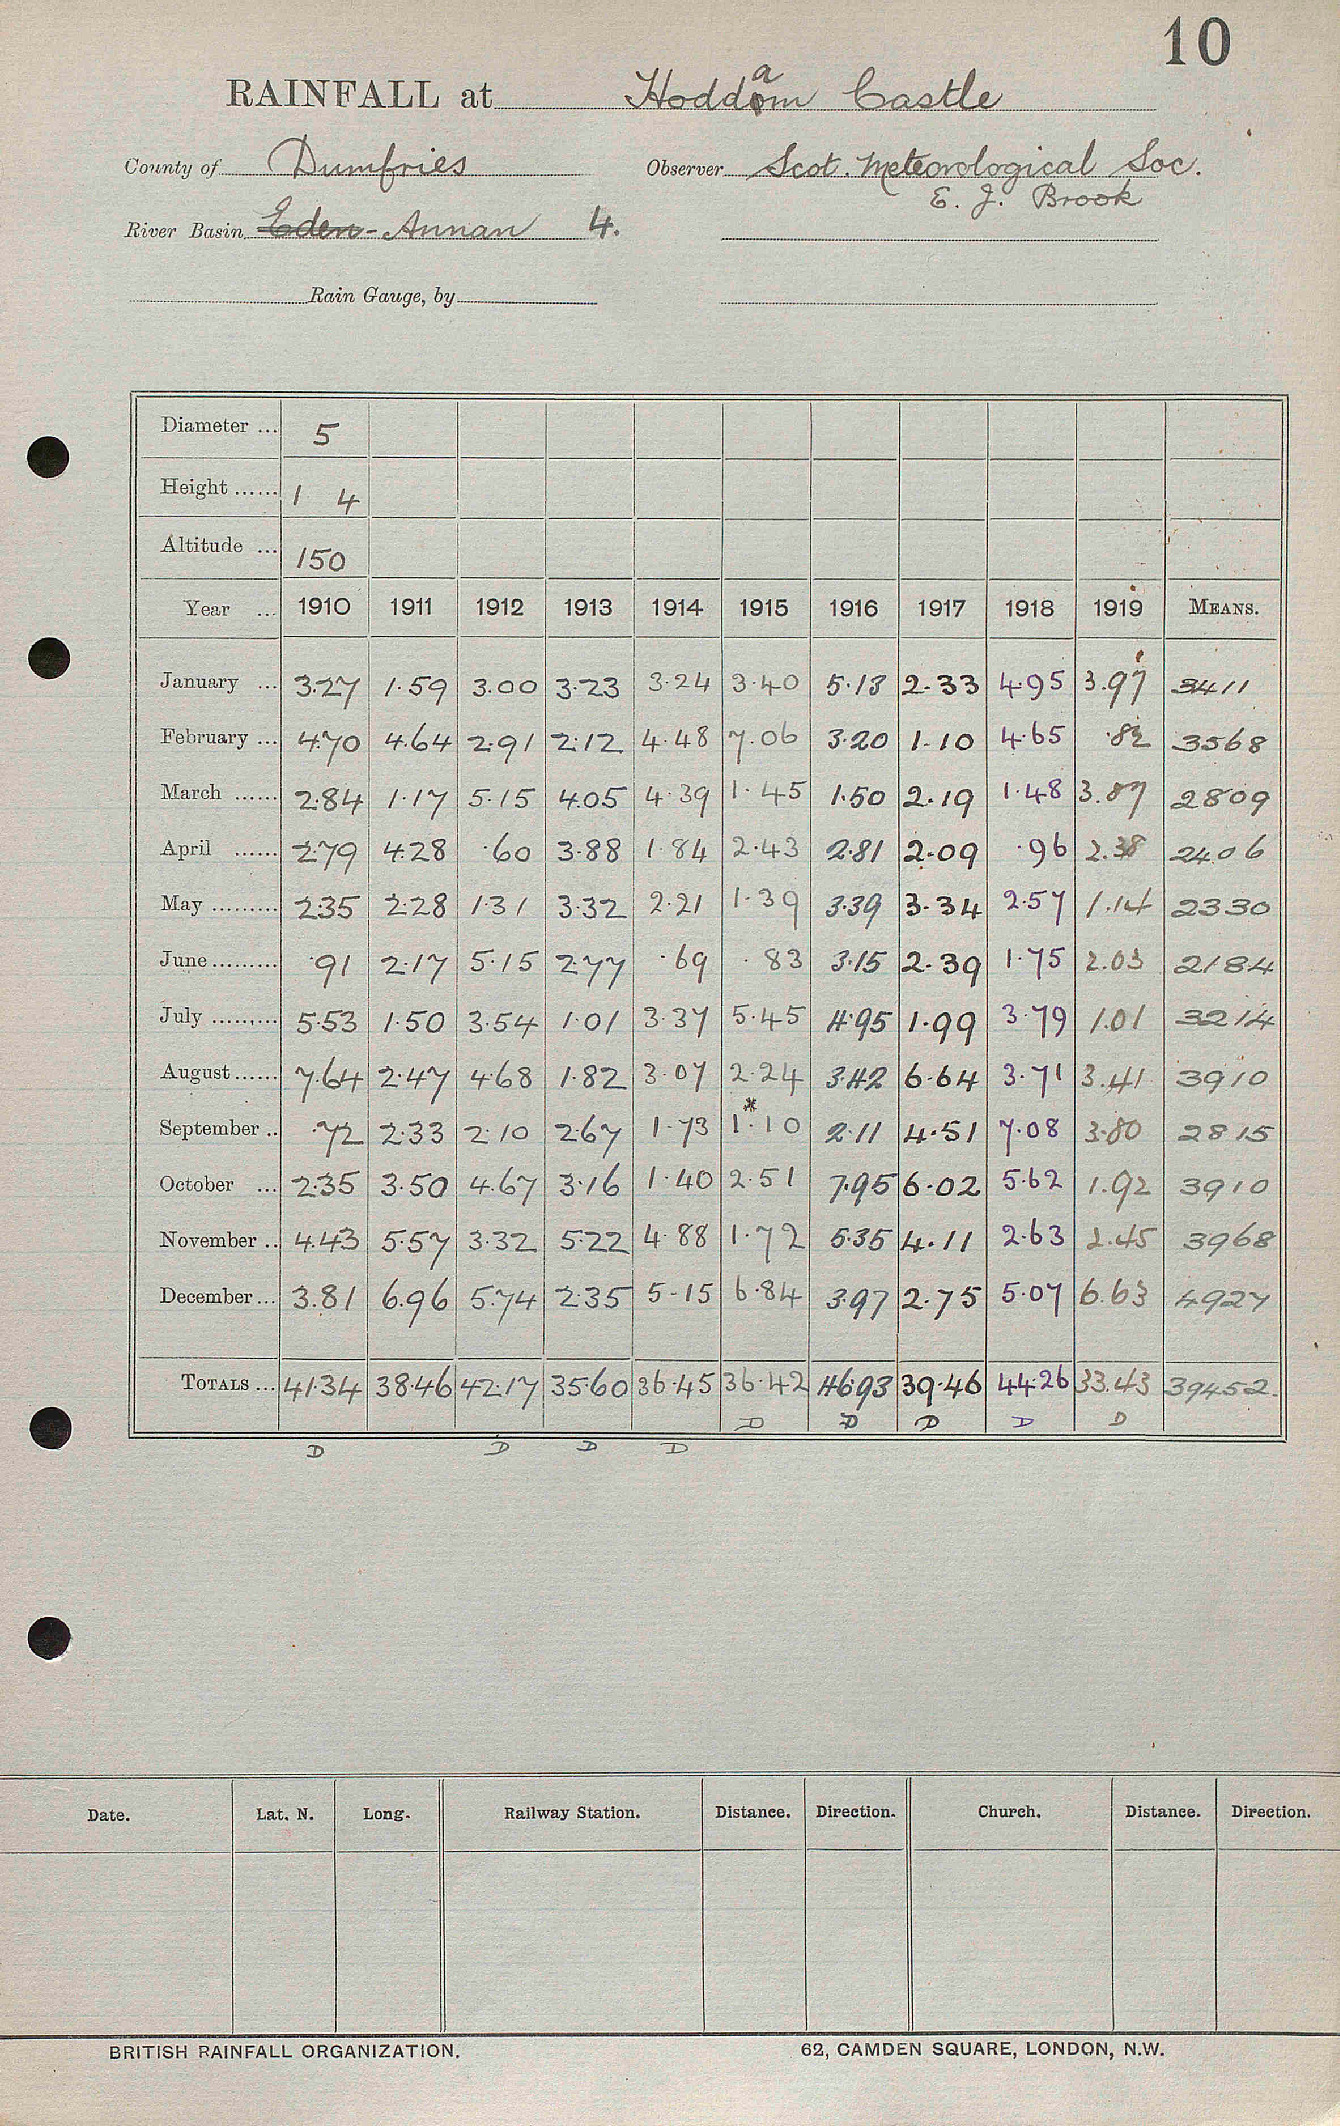 10
RAINFALL at Hoddam Castle
County of Dumfries Observer Scot. Meteorological Soc.
E. J. Brook
River Basin Eden - Annan 4.
Rain Gauge, by
Diameter ... 5
Height ...... 1 4
Altitude ... 150
Year ... 1910 1911 1912 1913 1914 1915 1916 1917 1918 1919 MEANS.
January ... 3.27 1.59 3.00 3.23 3.24 3.40 5.13 2.33 4.95 3.97 3411
February ... 4.70 4.64 2.91 2.12 4.48 7.06 3.20 1.10 4.65 .82 3568
March ...... 2.84 1.17 5.15 4.05 4.39 1.45 1.50 2.19 1.48 3.87 2809
April ...... 2.79 4.28 .60 3.88 1.84 2.43 2.81 2.09 .96 2.38 2406
May ......... 2.35 2.28 1.31 3.32 2.21 1.39 3.39 3.34 2.57 1.14 2330
June ......... .91 2.17 5.15 2.77 .69 .83 3.15 2.39 1.75 2.03 2184
July ......... 5.53 1.50 3.54 1.01 3.37 5.45 4.95 1.99 3.79 1.01 3214
August ...... 7.64 2.47 4.68 1.82 3.07 2.24 3.42 6.64 3.71 3.41 3910
*
September .. .72 2.33 2.10 2.67 1.73 1.10 2.11 4.51 7.08 3.80 2815
October ... 2.35 3.50 4.67 3.16 1.40 2.51 7.95 6.02 5.62 1.92 3910
November .. 4.43 5.57 3.32 5.22 4.88 1.72 5.35 4.11 2.63 2.45 3968
December ... 3.81 6.96 5.74 2.35 5.15 6.84 3.97 2.75 5.07 6.63 4927
TOTALS ... 41.34 38.46 42.17 35.60 36.45 36.42 46.93 39.46 44.26 33.43 39452.
D D D D D
D D D D
Date. Lat. N. Long. Railway Station. Distance. Direction. Church. Distance. Direction.
BRITISH RAINFALL ORGANIZATION. 62, CAMDEN SQUARE, LONDON, N.W.